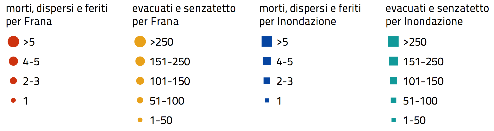 morti, dispersi e feriti
per Frana
>5
4-5
2-3
1
evacuati e senzatetto
per Frana
>250
151-250
101-150
51-100
1-50
morti, dispersi e feriti
per Inondazione
>5
4-5
2-3
1
evacuati e senzatetto
per Inondazione
>250
151-250
101-150
51-100
1-50